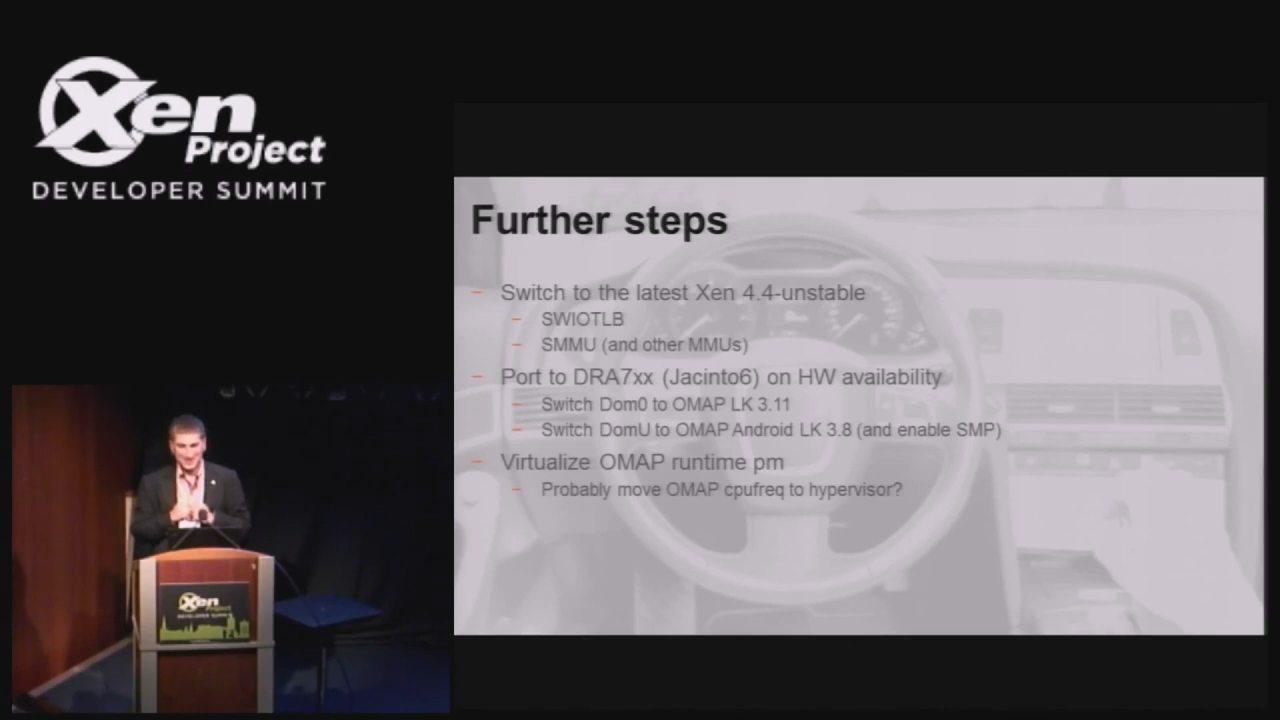 Xen
Project
DEVELOPER SUMMIT
Further steps
– Switch to the latest Xen 4.4-unstable
– SWIOTLB
– SMMU (and other MMUs)
– Port to DRA7xx (Jacinto6) on HW availability
– Switch Dom0 to OMAP LK 3.11
– Switch DomU to OMAP Android LK 3.8 (and enable SMP)
– Virtualize OMAP runtime pm
– Probably move OMAP cpufreq to hypervisor?
Xen
Project
DEVELOPER SUMMIT